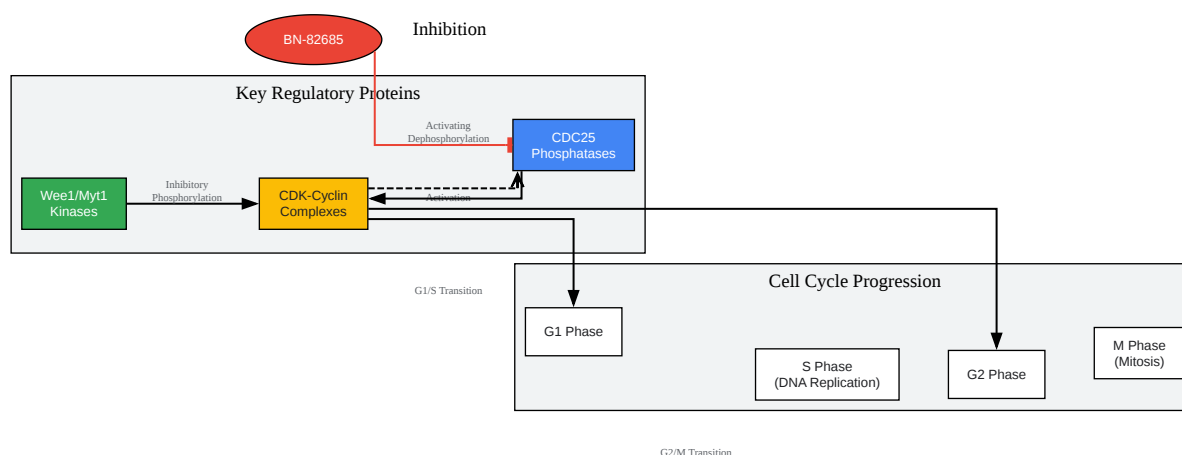 BN-82685
Inhibition
Key Regulatory Proteins
Activating
Dephosphorylation
CDC25
Phosphatases
Wee1/Myt1
Kinases
Inhibitory
Phosphorylation
CDK-Cyclin
Complexes
Activation
G1/S Transition
Cell Cycle Progression
G1 Phase
S Phase
(DNA Replication)
G2 Phase
M Phase
(Mitosis)
G2/M Transition